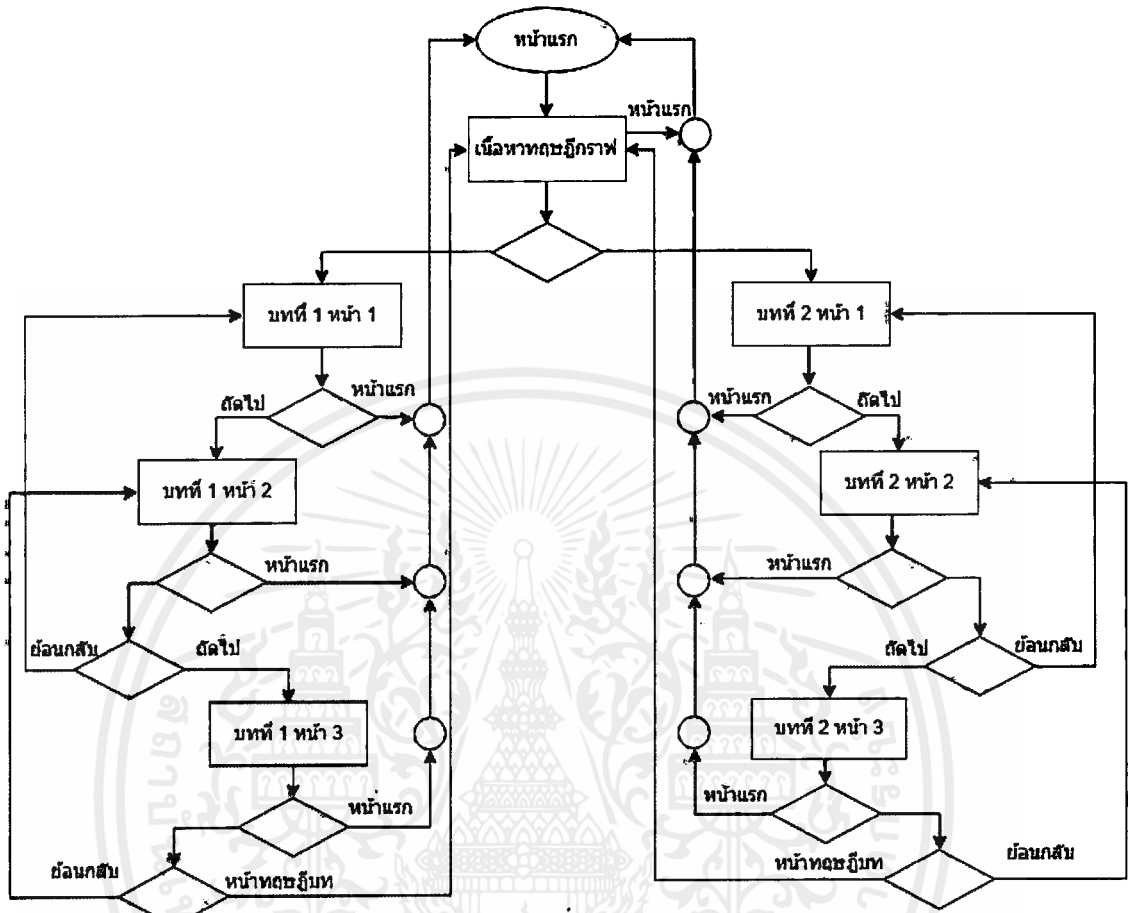 หน้าแรก
หน้าแรก
เนื้อหาทฤษฎีกราฟ
บทที่ 1 หน้า 1
บทที่ 2 หน้า 1
ถัดไป
หน้าแรก
หน้าแรก
ถัดไป
บทที่ 1 หน้า 2
บทที่ 2 หน้า 2
หน้าแรก
หน้าแรก
ย้อนกลับ
ถัดไป
ถัดไป
ย้อนกลับ
บทที่ 1 หน้า 3
บทที่ 2 หน้า 3
หน้าแรก
หน้าแรก
ย้อนกลับ
หน้าทฤษฎีบท
หน้าทฤษฎีบท
ย้อนกลับ